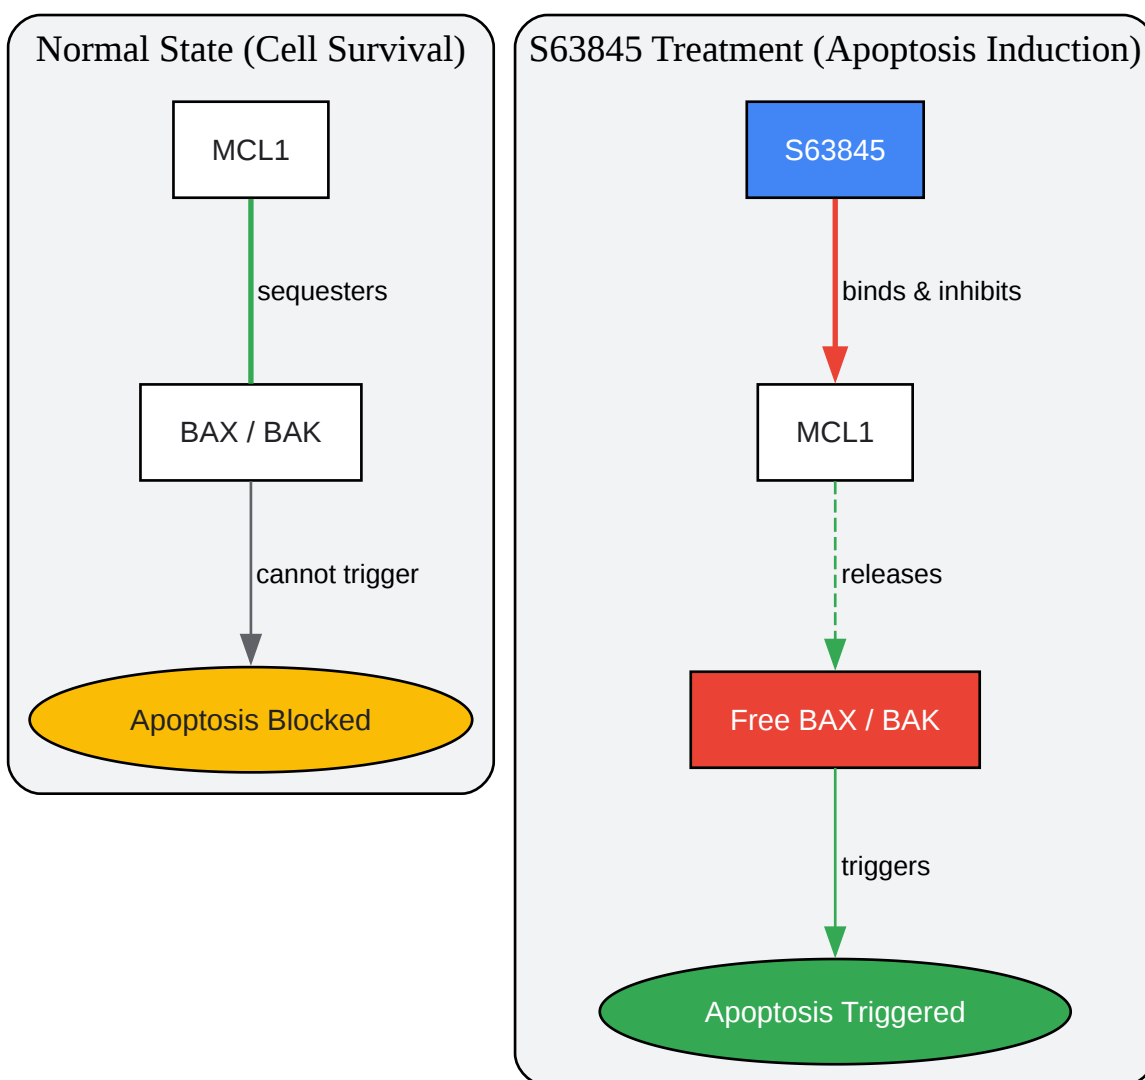 Normal State (Cell Survival)
MCL1
sequesters
BAX / BAK
cannot trigger
Apoptosis Blocked
S63845 Treatment (Apoptosis Induction)
S63845
binds & inhibits
MCL1
releases
Free BAX / BAK
triggers
Apoptosis Triggered